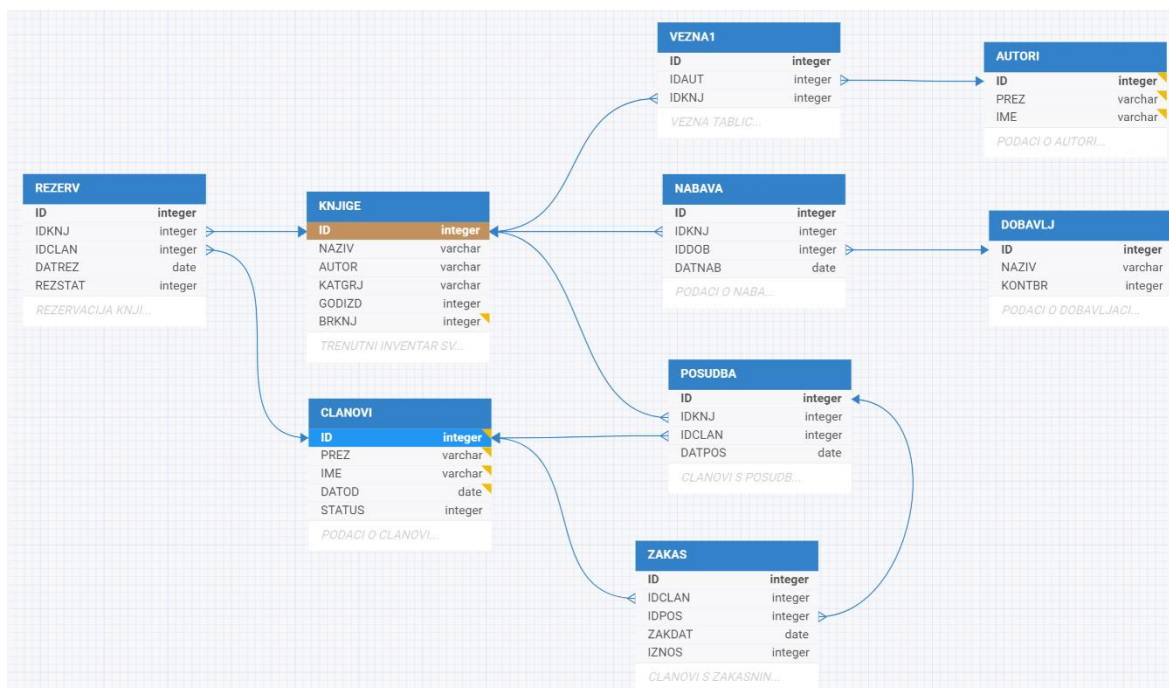 VEZNA1
ID integer
IDAUT integer
IDKNJ integer
VEZNA TABLIC...
AUTORI
ID integer
PREZ varchar
IME varchar
PODACI O AUTORI...
REZERV
ID integer
IDKNJ integer
IDCLAN integer
DATREZ date
REZSTAT integer
REZERVACIJA KNJI...
KNJIGE
ID integer
NAZIV varchar
AUTOR varchar
KATGRJ varchar
GODIZD integer
BRKNJ integer
TRENUTNI INVENTAR SV...
NABAVA
ID integer
IDKNJ integer
IDDOB integer
DATNAB date
PODACI O NABA...
DOBAVLJ
ID integer
NAZIV varchar
KONTBR integer
PODACI O DOBAVLJACI...
CLANOVI
ID integer
PREZ varchar
IME varchar
DATOD date
STATUS integer
PODACI O CLANOVI...
POSUDBA
ID integer
IDKNJ integer
IDCLAN integer
DATPOS date
CLANOVI S POSUDB...
ZAKAS
ID integer
IDCLAN integer
IDPOS integer
ZAKDAT date
IZNOS integer
CLANOVI S ZAKASNIN...